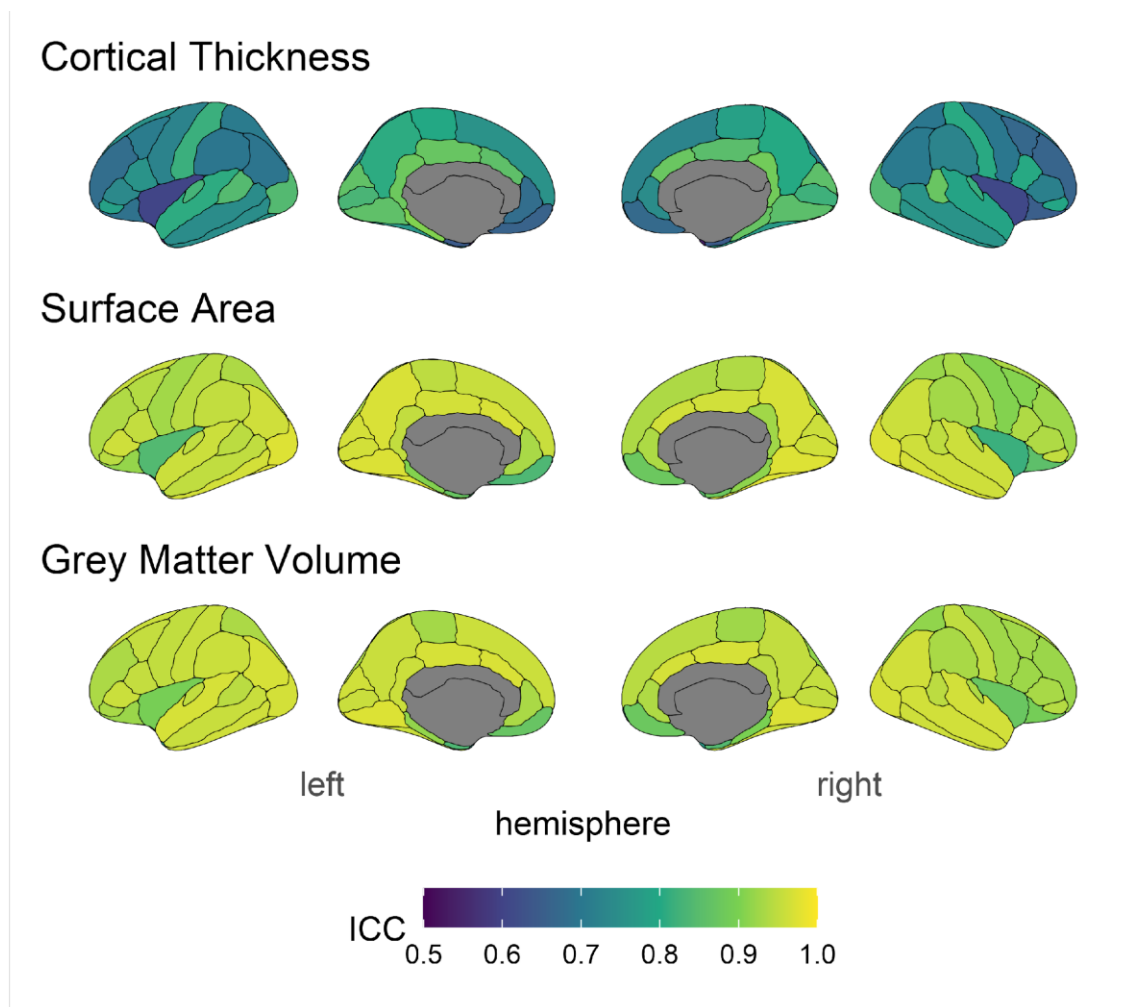 Cortical Thickness
Surface Area
Grey Matter Volume
left right
hemisphere
ICC
0.5 0.6 0.7 0.8 0.9 1.0